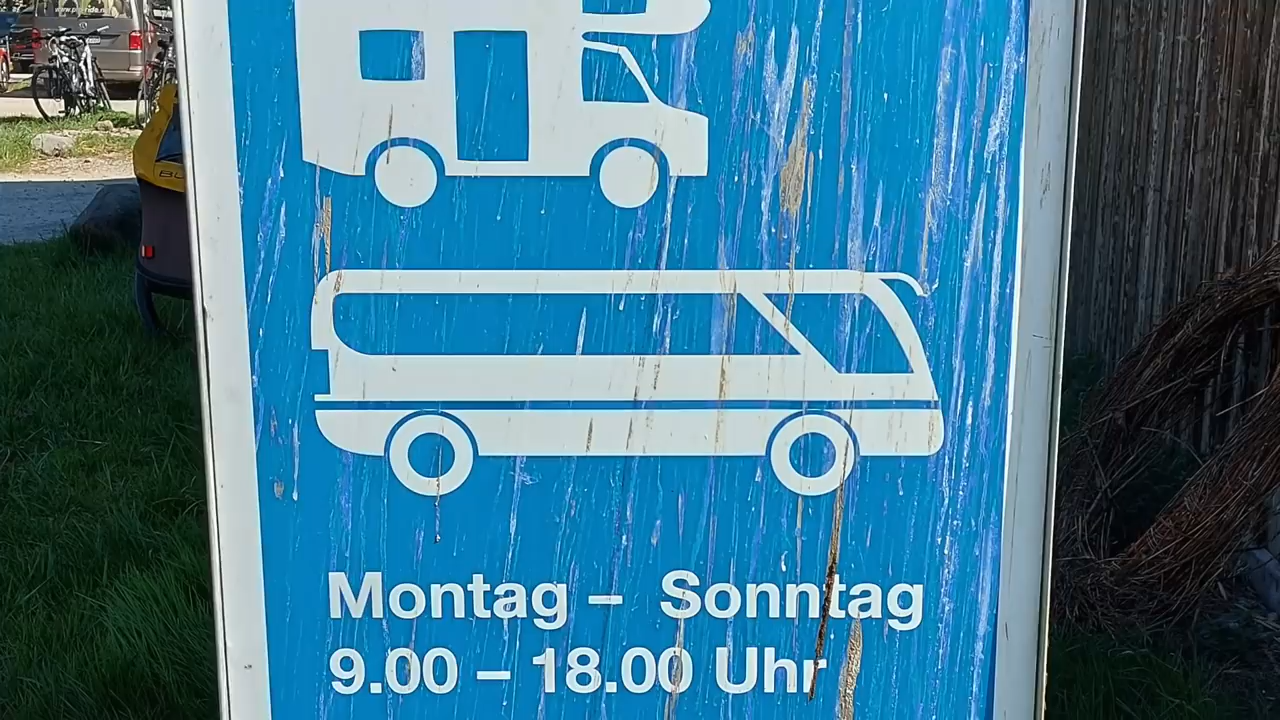 Montag – Sonntag
9.00 – 18.00 Uhr